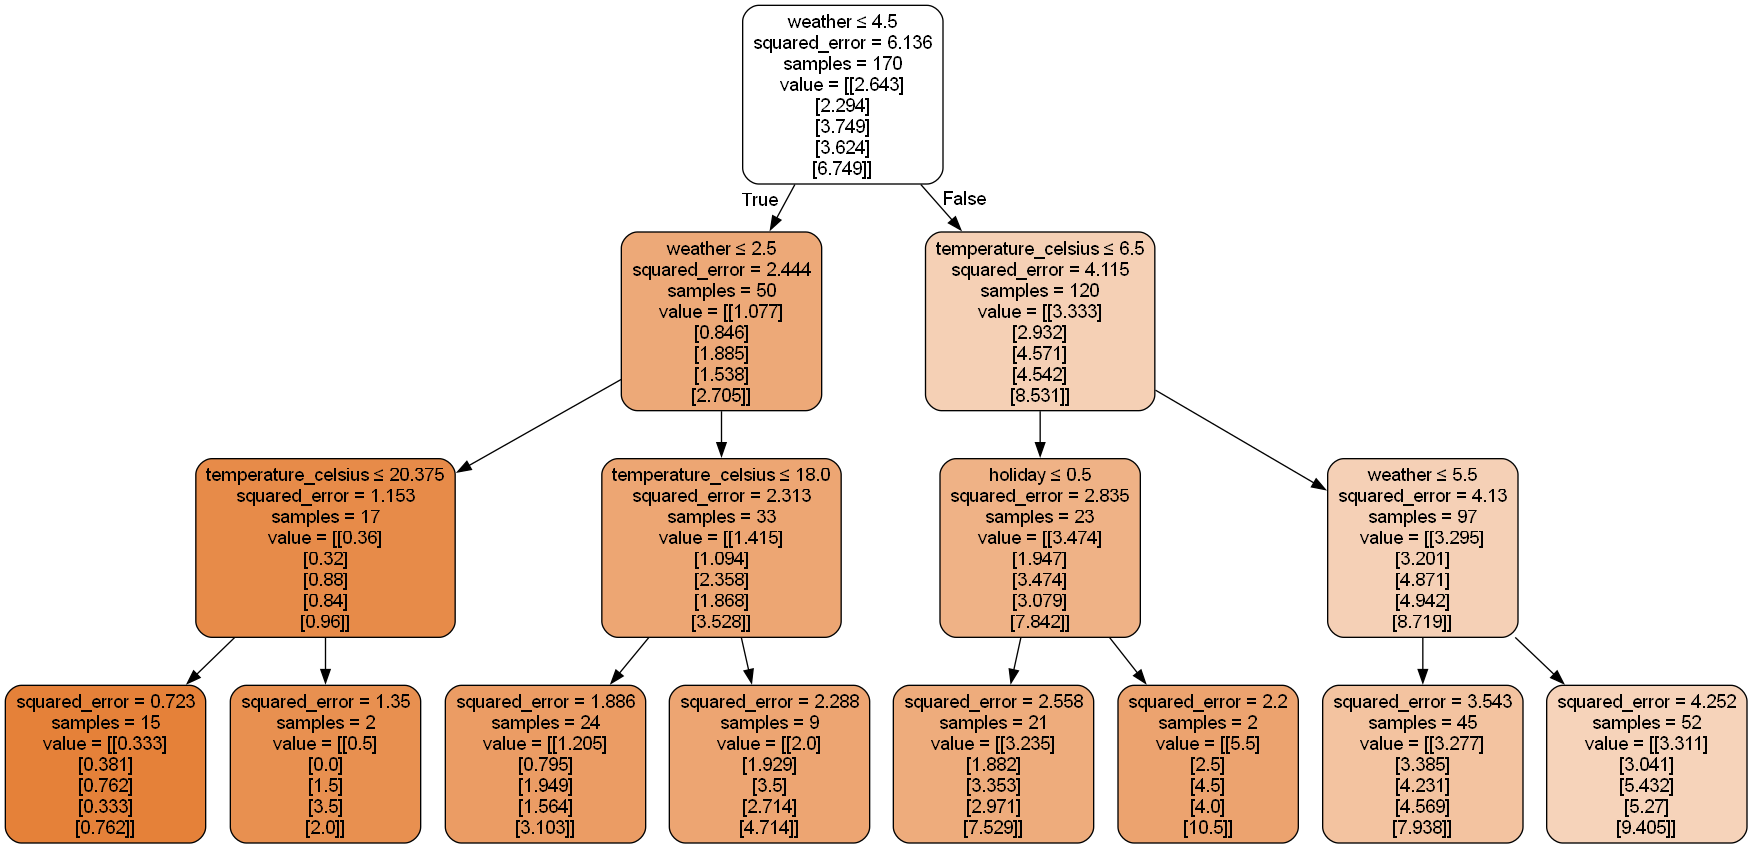 weather ≤ 4.5
squared_error = 6.136
samples = 170
value = [[2.643]
[2.294]
[3.749]
[3.624]
[6.749]]
True
False
weather ≤ 2.5
squared_error = 2.444
samples = 50
value = [[1.077]
[0.846]
[1.885]
[1.538]
[2.705]]
temperature_celsius ≤ 6.5
squared_error = 4.115
samples = 120
value = [[3.333]
[2.932]
[4.571]
[4.542]
[8.531]]
temperature_celsius ≤ 20.375
squared_error = 1.153
samples = 17
value = [[0.36]
[0.32]
[0.88]
[0.84]
[0.96]]
temperature_celsius ≤ 18.0
squared_error = 2.313
samples = 33
value = [[1.415]
[1.094]
[2.358]
[1.868]
[3.528]]
holiday ≤ 0.5
squared_error = 2.835
samples = 23
value = [[3.474]
[1.947]
[3.474]
[3.079]
[7.842]]
weather ≤ 5.5
squared_error = 4.13
samples = 97
value = [[3.295]
[3.201]
[4.871]
[4.942]
[8.719]]
squared_error = 0.723
samples = 15
value = [[0.333]
[0.381]
[0.762]
[0.333]
[0.762]]
squared_error = 1.35
samples = 2
value = [[0.5]
[0.0]
[1.5]
[3.5]
[2.0]]
squared_error = 1.886
samples = 24
value = [[1.205]
[0.795]
[1.949]
[1.564]
[3.103]]
squared_error = 2.288
samples = 9
value = [[2.0]
[1.929]
[3.5]
[2.714]
[4.714]]
squared_error = 2.558
samples = 21
value = [[3.235]
[1.882]
[3.353]
[2.971]
[7.529]]
squared_error = 2.2
samples = 2
value = [[5.5]
[2.5]
[4.5]
[4.0]
[10.5]]
squared_error = 3.543
samples = 45
value = [[3.277]
[3.385]
[4.231]
[4.569]
[7.938]]
squared_error = 4.252
samples = 52
value = [[3.311]
[3.041]
[5.432]
[5.27]
[9.405]]